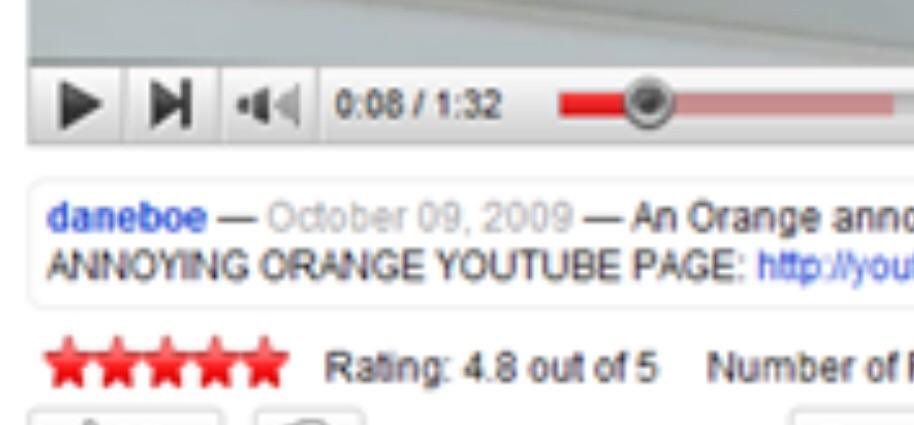 0:08 / 1:32
daneboe — October 09, 2009 — An Orange anno
ANNOYING ORANGE YOUTUBE PAGE: http://you
Rating: 4.8 out of 5 Number of